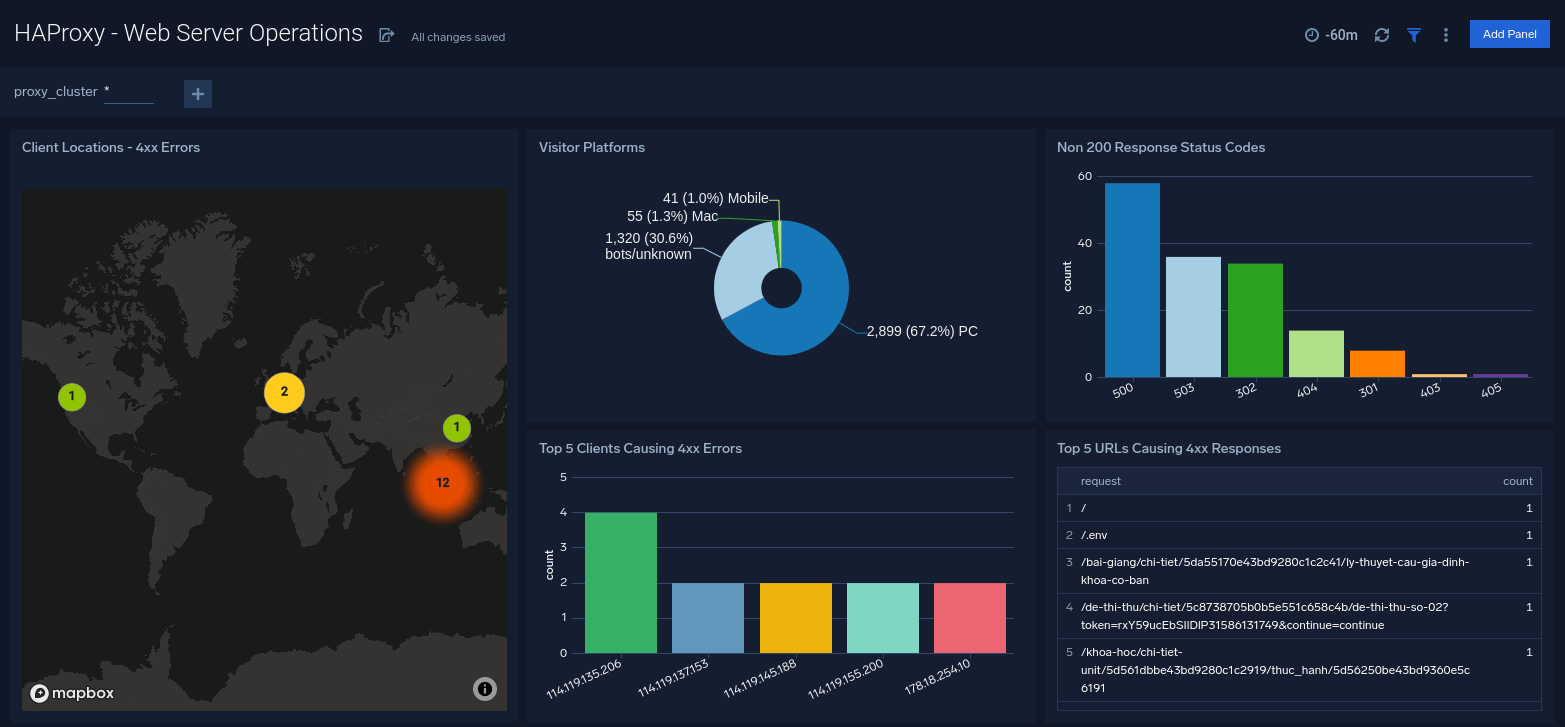 HAProxy - Web Server Operations
All changes saved
-60m
Add Panel
proxy_cluster *
+
Client Locations - 4xx Errors
1
2
1
12
mapbox
Visitor Platforms
41 (1.0%) Mobile
55 (1.3%) Mac
1,320 (30.6%)
bots/unknown
2,899 (67.2%) PC
Non 200 Response Status Codes
60
40
20
0
count
500 503 302 404 301 403 405
Top 5 Clients Causing 4xx Errors
5
4
3
2
1
0
count
114.119.135.206 114.119.137.153 114.119.145.188 114.119.155.200 178.18.254.10
Top 5 URLs Causing 4xx Responses
request count
1 / 1
2 /.env 1
3 /bai-giang/chi-tiet/5da55170e43bd9280c1c2c41/ly-thuyet-cau-gia-dinh- 1
khoa-co-ban
4 /de-thi-thu/chi-tiet/5c8738705b0b5e551c658c4b/de-thi-thu-so-02? 1
token=rxY59ucEbSIIDIP31586131749&continue=continue
5 /khoa-hoc/chi-tiet- 1
unit/5d561dbbe43bd9280c1c2919/thuc_hanh/5d56250be43bd9360e5c
6191